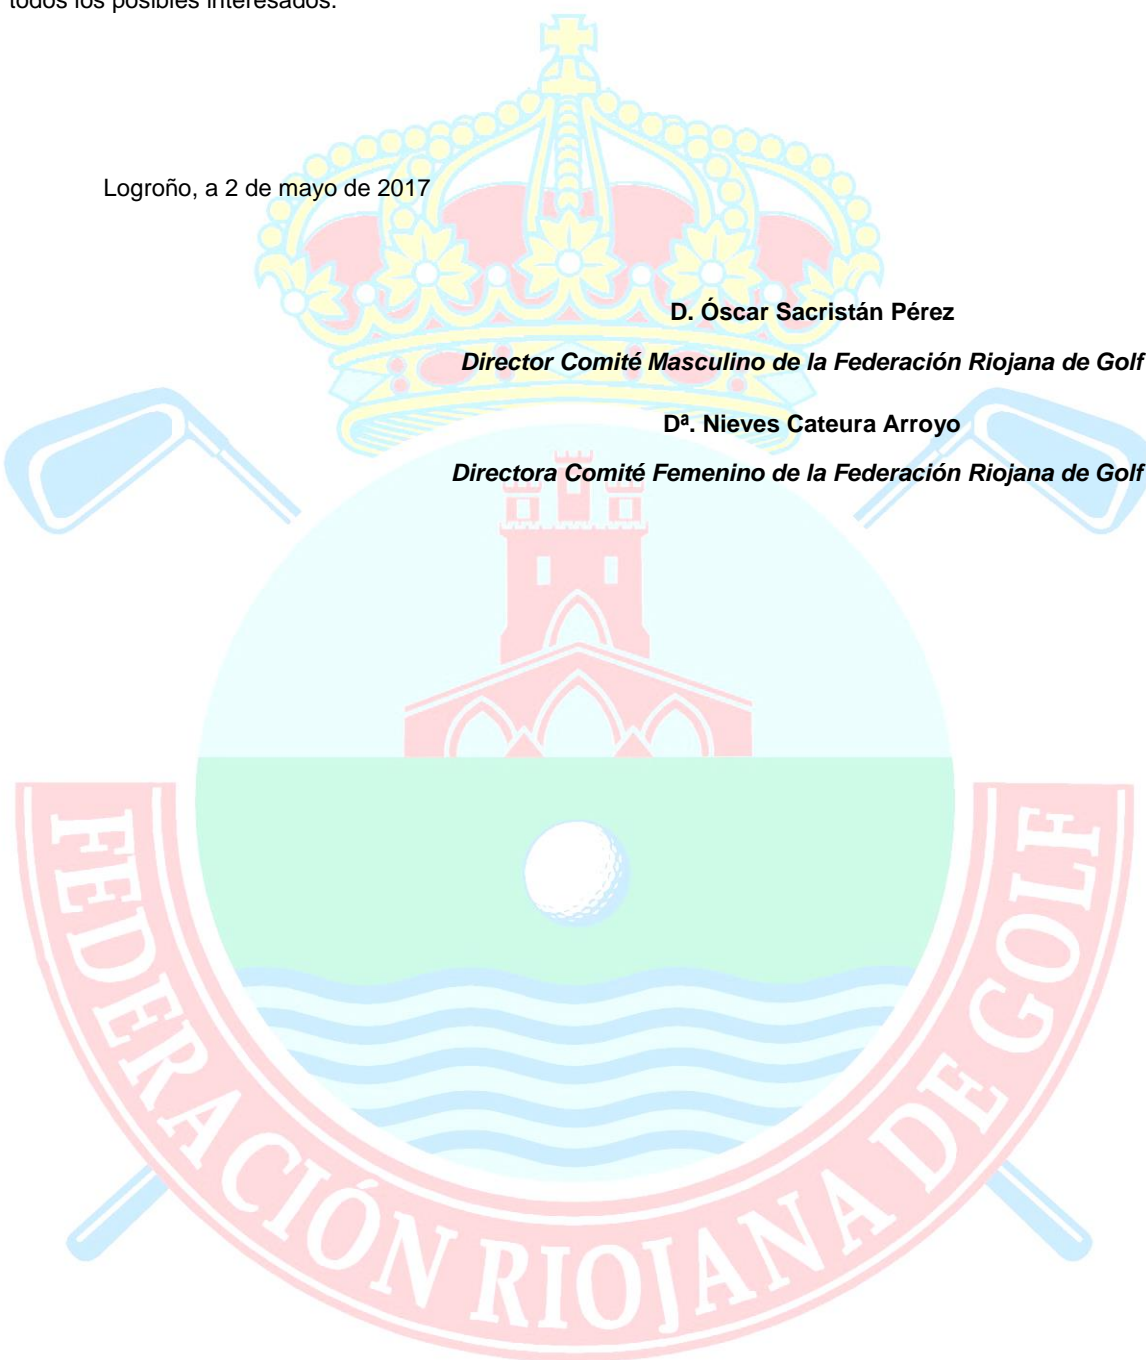 todos los posibles interesados.
Logroño, a 2 de mayo de 2017
D. Óscar Sacristán Pérez
Director Comité Masculino de la Federación Riojana de Golf
Dª. Nieves Cateura Arroyo
Directora Comité Femenino de la Federación Riojana de Golf
FEDERACIÓN RIOJANA DE GOLF